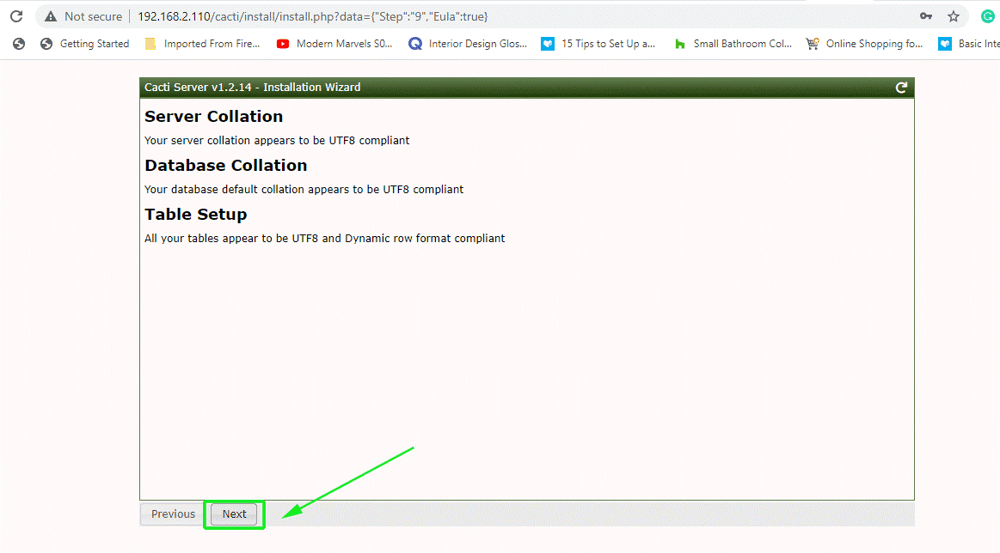 Not secure 192.168.2.110/cacti/install/install.php?data={"Step":"9","Eula":true}
Getting Started Imported From Fire... Modern Marvels S0... Interior Design Glos... 15 Tips to Set Up a... Small Bathroom Col... Online Shopping fo... Basic Inte
Cacti Server v1.2.14 - Installation Wizard
Server Collation
Your server collation appears to be UTF8 compliant
Database Collation
Your database default collation appears to be UTF8 compliant
Table Setup
All your tables appear to be UTF8 and Dynamic row format compliant
Previous Next